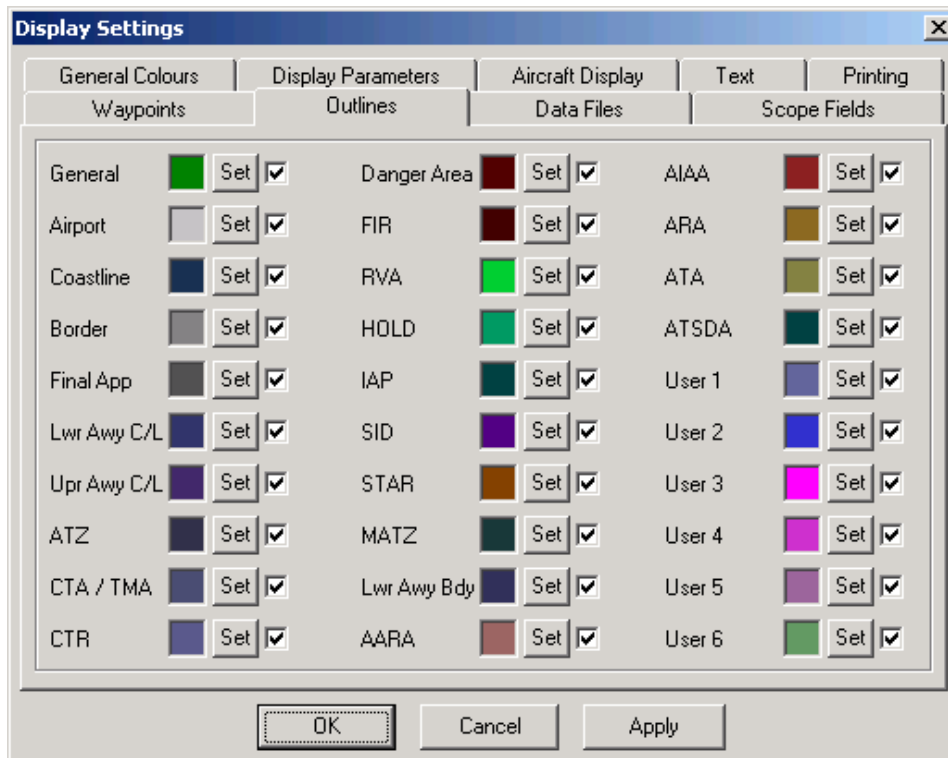 Display Settings
General Colours Display Parameters Aircraft Display Text Printing
Waypoints Outlines Data Files Scope Fields
General Set Danger Area Set AIAA Set
Airport Set FIR Set ARA Set
Coastline Set RVA Set ATA Set
Border Set HOLD Set ATSDA Set
Final App Set IAP Set User 1 Set
Lwr Awy C/L Set SID Set User 2 Set
Upr Awy C/L Set STAR Set User 3 Set
ATZ Set MATZ Set User 4 Set
CTA / TMA Set Lwr Awy Bdy Set User 5 Set
CTR Set AARA Set User 6 Set
OK Cancel Apply